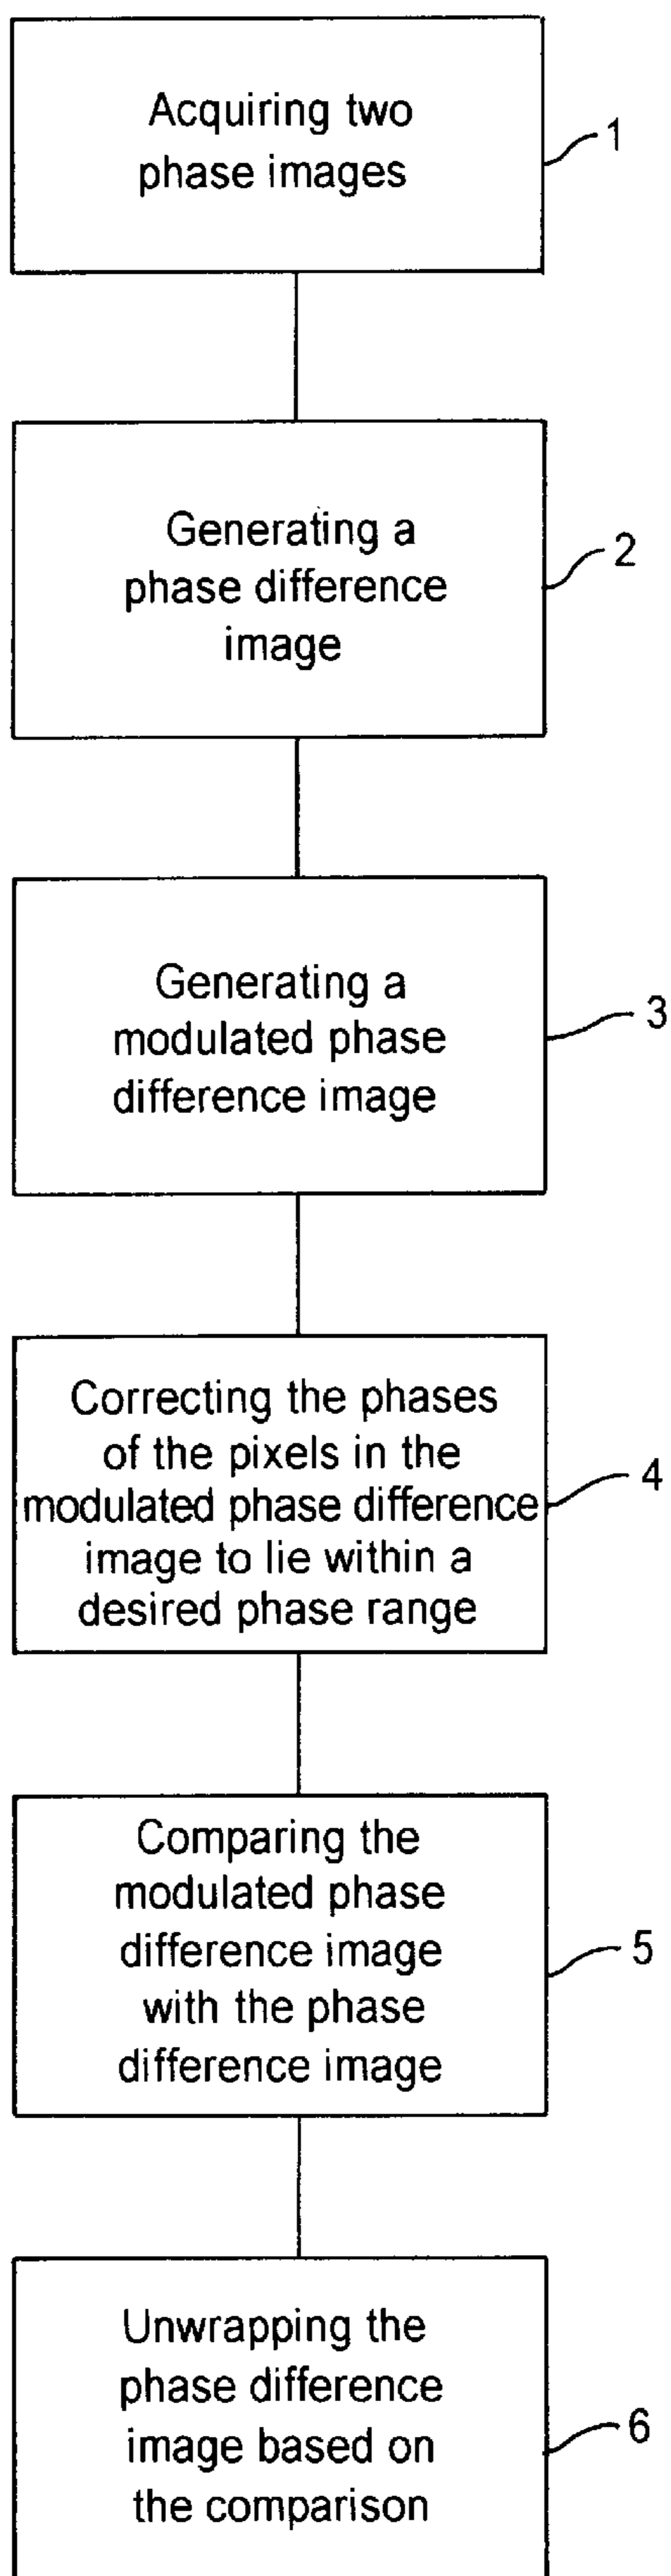 Acquiring two
phase images
1
Generating a
phase difference
image
2
Generating a
modulated phase
difference image
3
Correcting the phases
of the pixels in the
modulated phase difference
image to lie within a
desired phase range
4
Comparing the
modulated phase
difference image
with the phase
difference image
5
Unwrapping the
phase difference
image based on
the comparison
6